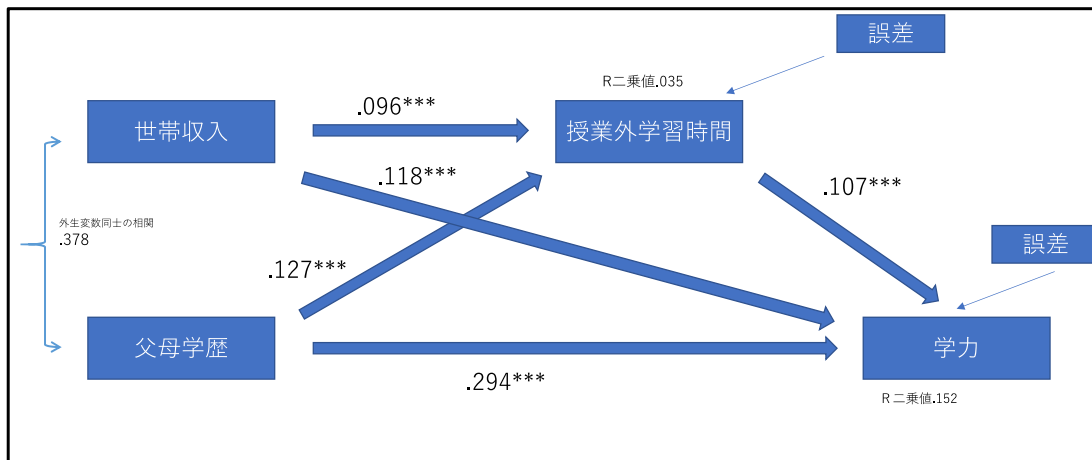 誤差
R二乗値.035
世帯収入
.096***
授業外学習時間
.118***
.107***
外生変数同士の相関
.378
誤差
.127***
父母学歴
学力
.294***
R二乗値.152